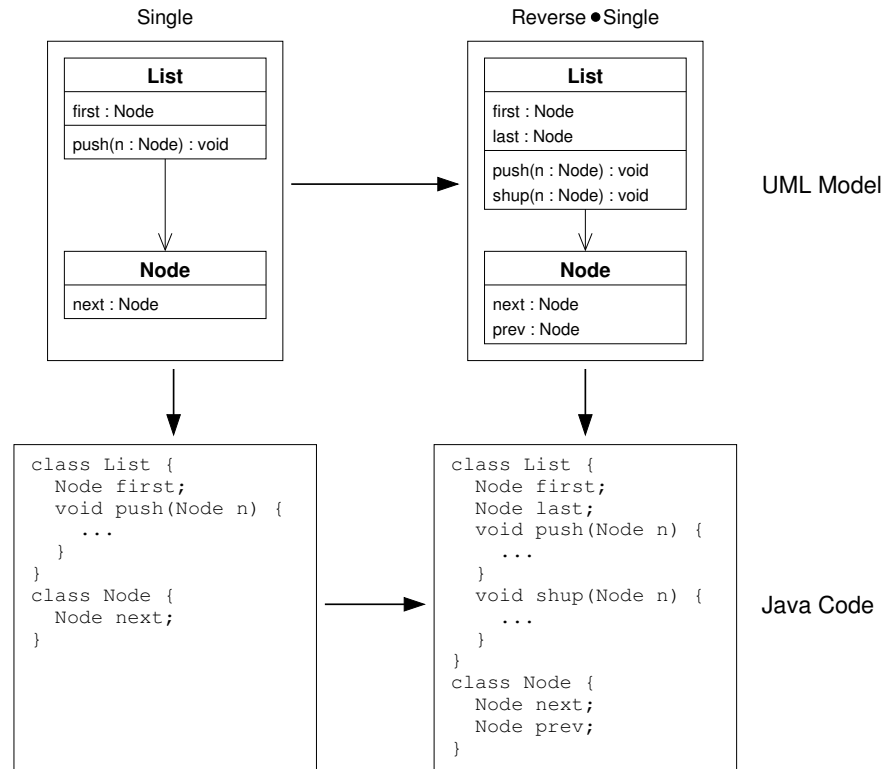 Single
Reverse ● Single
List
first : Node
push(n : Node) : void
Node
next : Node
List
first : Node
last : Node
push(n : Node) : void
shup(n : Node) : void
Node
next : Node
prev : Node
UML Model
class List {
Node first;
void push(Node n) {
...
}
}
class Node {
Node next;
}
class List {
Node first;
Node last;
void push(Node n) {
...
}
void shup(Node n) {
...
}
}
class Node {
Node next;
Node prev;
}
Java Code